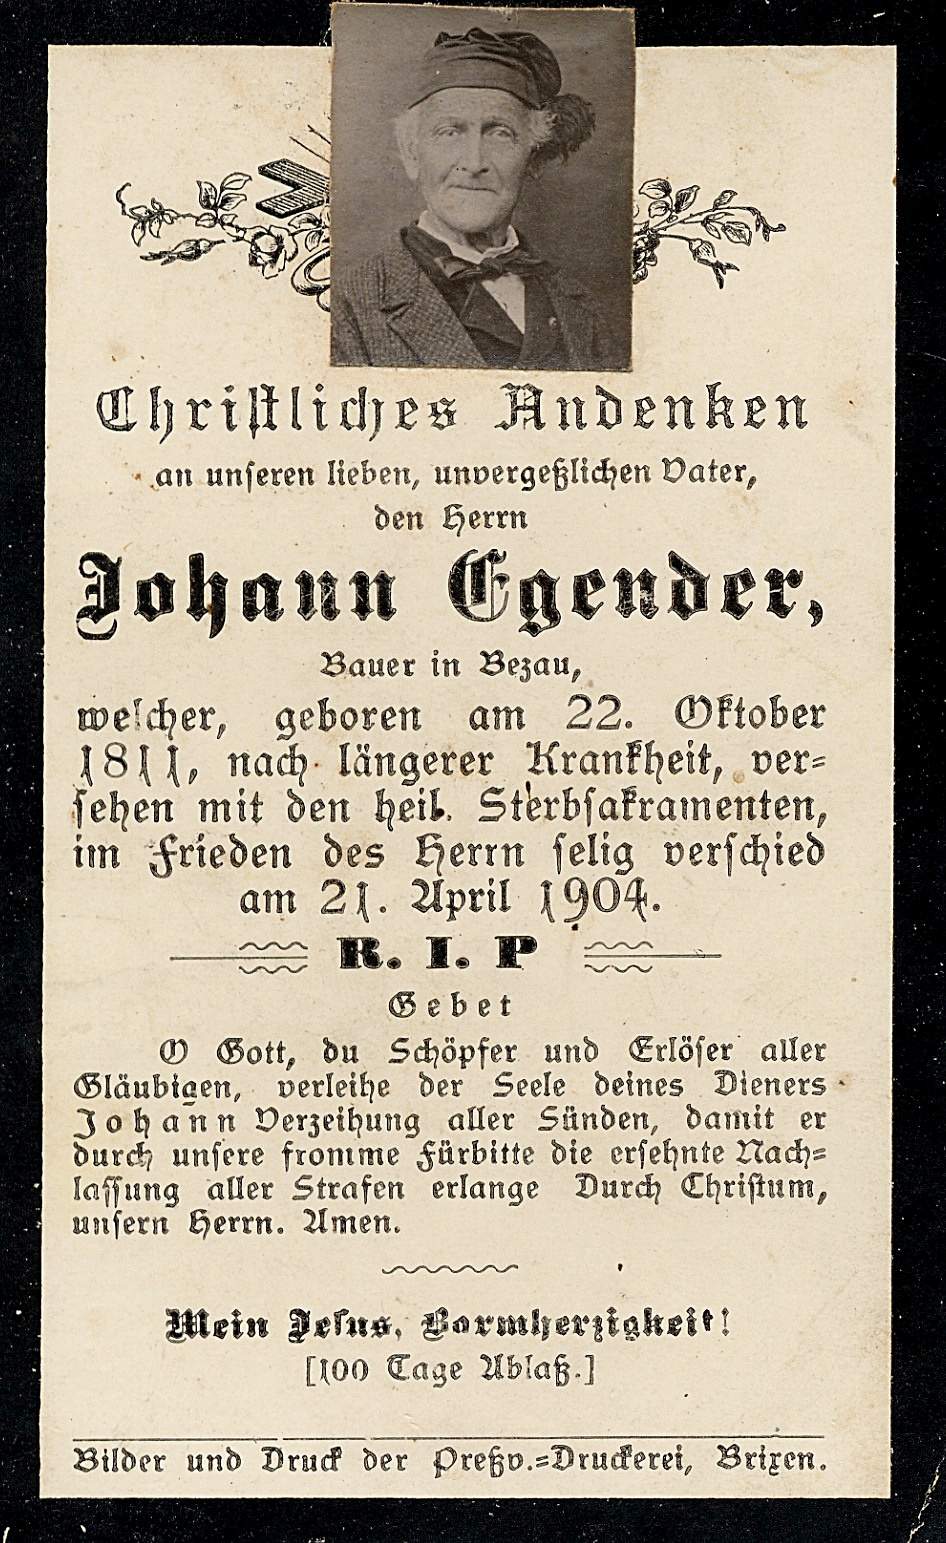 Christliches Andenken
an unseren lieben, unvergeßlichen Vater,
den Herrn
Johann Egender,
Bauer in Bezau,
welcher, geboren am 22. Oktober
1811, nach längerer Krankheit, ver-
sehen mit den heil. Sterbsakramenten,
im Frieden des Herrn selig verschied
am 21. April 1904.
R. I. P
Gebet
O Gott, du Schöpfer und Erlöser aller
Gläubigen, verleihe der Seele deines Dieners
Johann Verzeihung aller Sünden, damit er
durch unsere fromme Fürbitte die ersehnte Nach-
lassung aller Strafen erlange Durch Christum,
unsern Herrn. Amen.
Mein Jesus, Barmherzigkeit!
[100 Tage Ablaß.]
Bilder und Druck der Preßv.-Druckerei, Brixen.